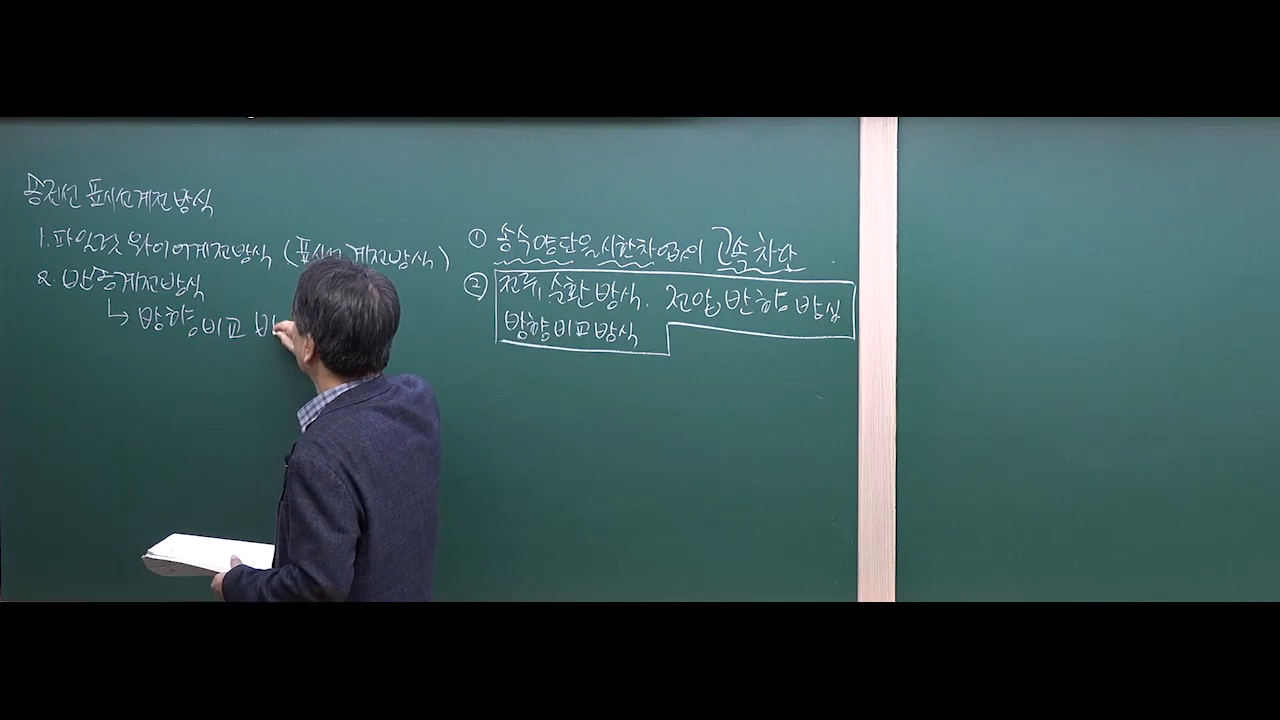 송전선 표시선 계전방식
1. 파일럿 와이어 계전방식 (표시선 계전방식)
2. 반송계전방식
↳ 방향비교
① 송수 양단을 시한차 없이 고속차단
② 전류 순환방식. 전압 반향 방식
방향비교방식